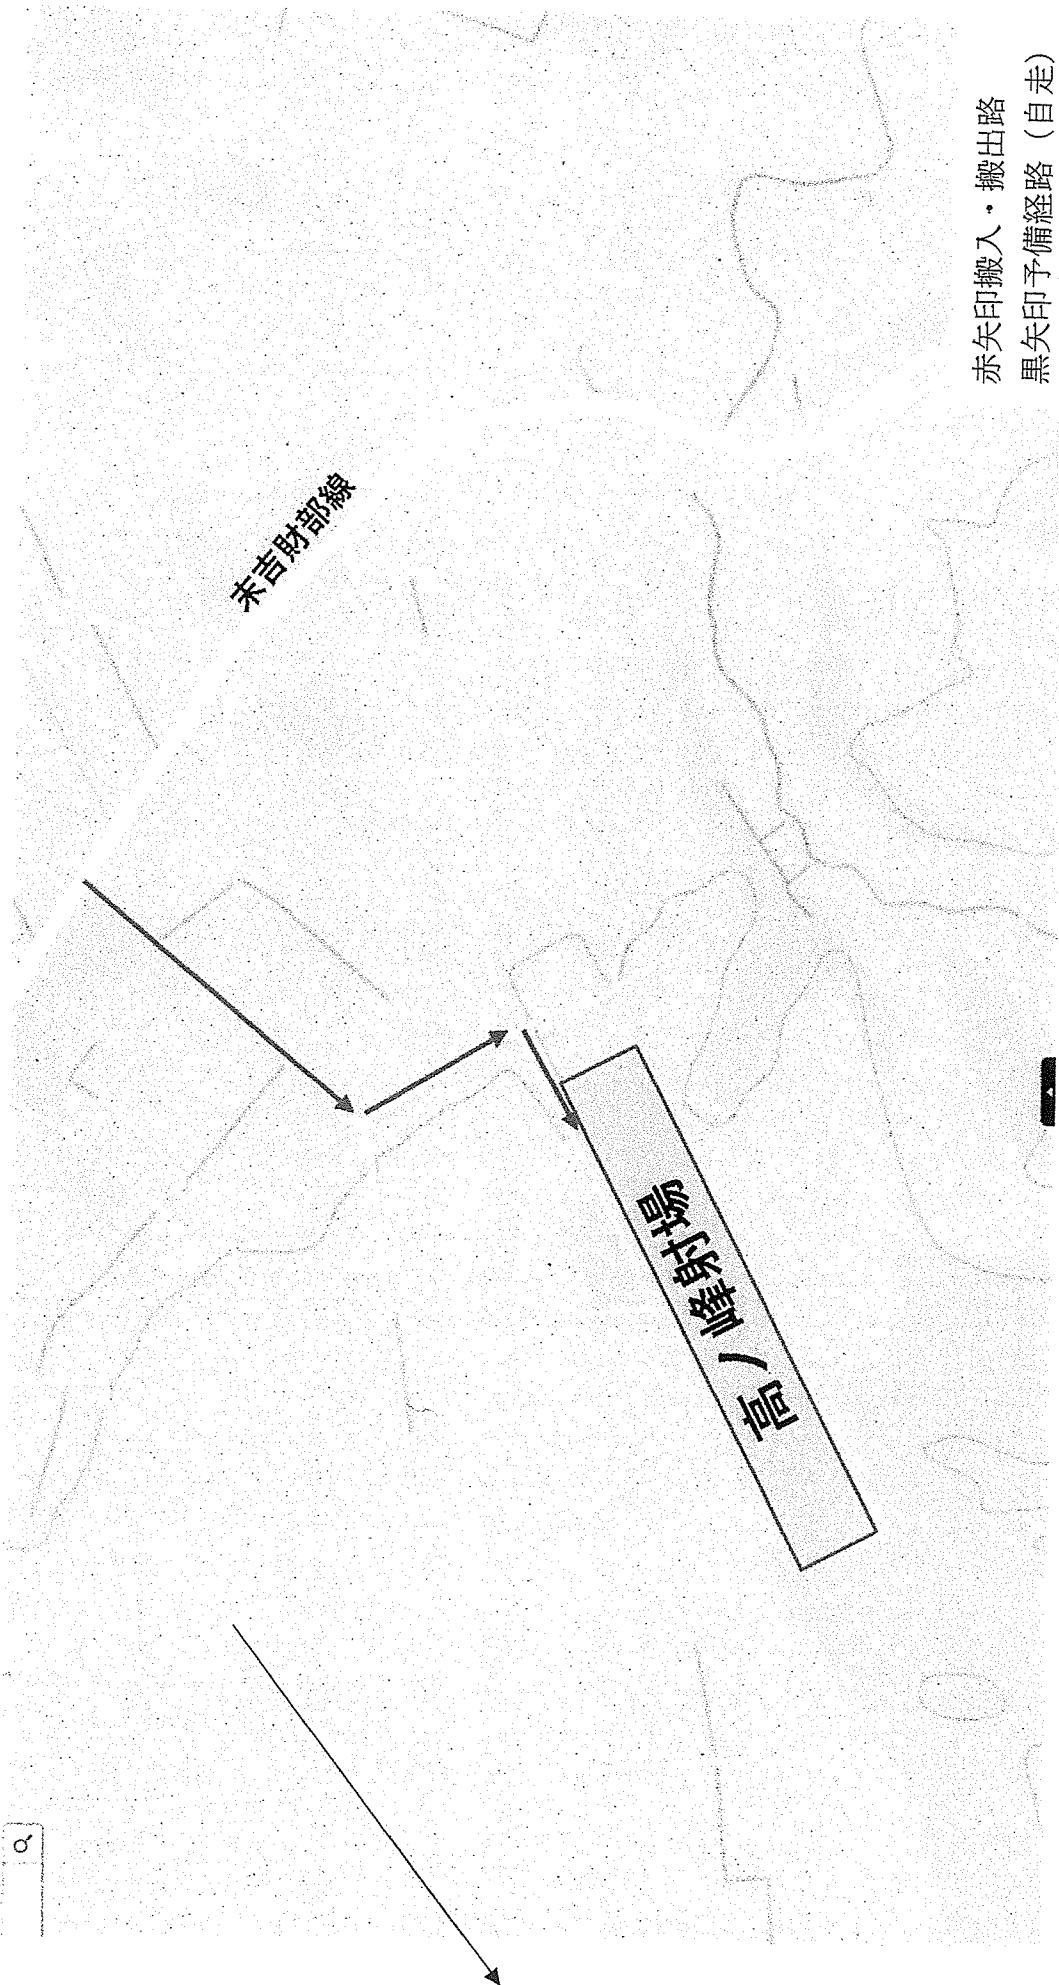 末吉財部線
高ノ峰射場
赤矢印搬入・搬出路
黒矢印予備経路（自走）